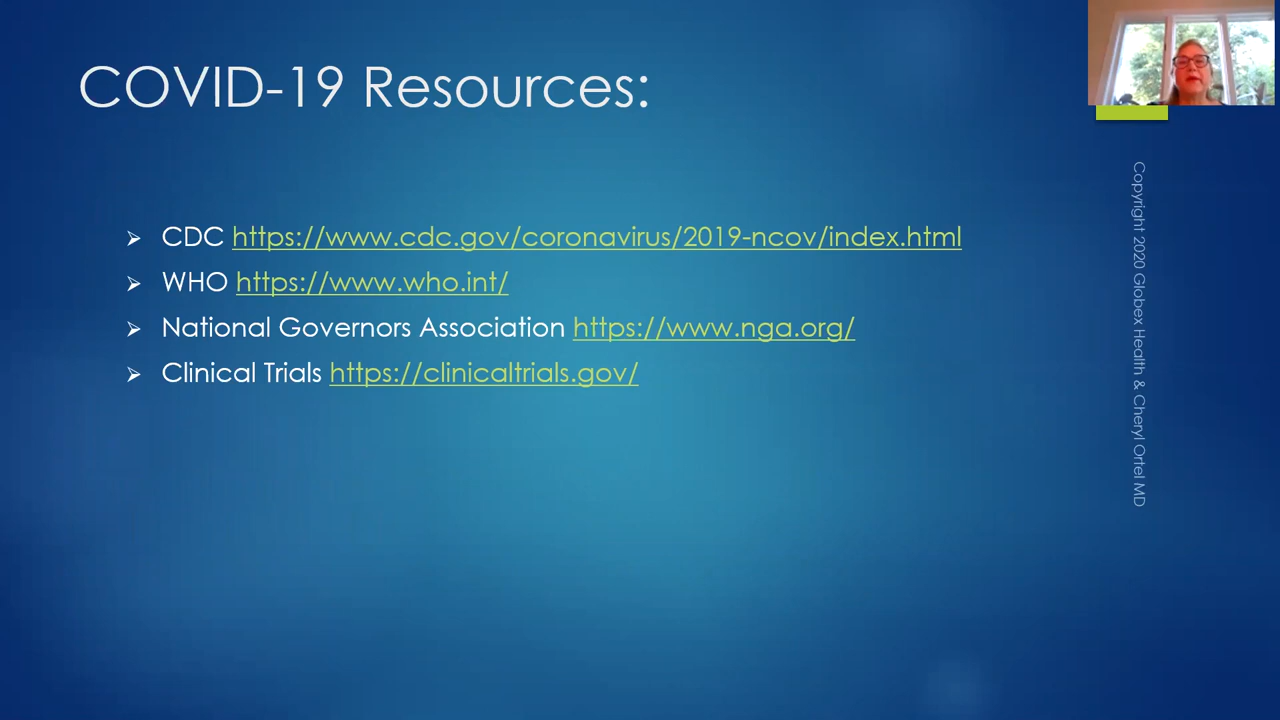 COVID-19 Resources:
➢ CDC https://www.cdc.gov/coronavirus/2019-ncov/index.html
➢ WHO https://www.who.int/
➢ National Governors Association https://www.nga.org/
➢ Clinical Trials https://clinicaltrials.gov/
Copyright 2020 Globex Health & Cheryl Ortel MD